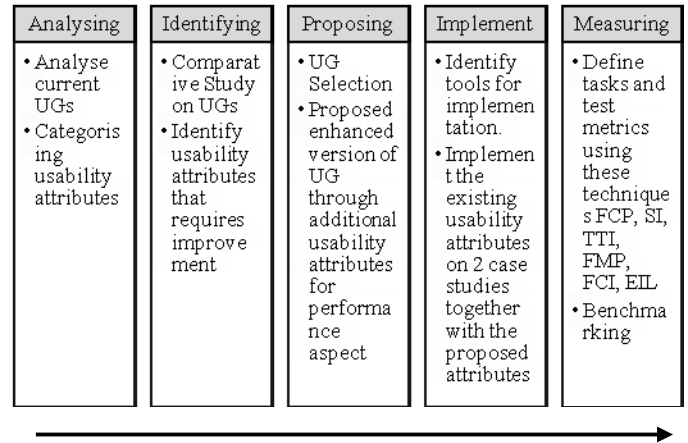 Analysing
• Analyse
current
UGs
• Categoris
ing
usability
attributes
Identifying
• Comparat
ive Study
on UGs
• Identify
usability
attributes
that
requires
improve
ment
Proposing
• UG
Selection
• Proposed
enhanced
version of
UG
through
additional
usability
attributes
for
performa
nce
aspect
Implement
• Identify
tools for
implemen
tation.
• Implemen
t the
existing
usability
attributes
on 2 case
studies
together
with the
proposed
attributes
Measuring
• Define
tasks and
test
metrics
using
these
technique
s FCP, SI,
TTI,
FMP,
FCI, EIL
• Benchma
rking